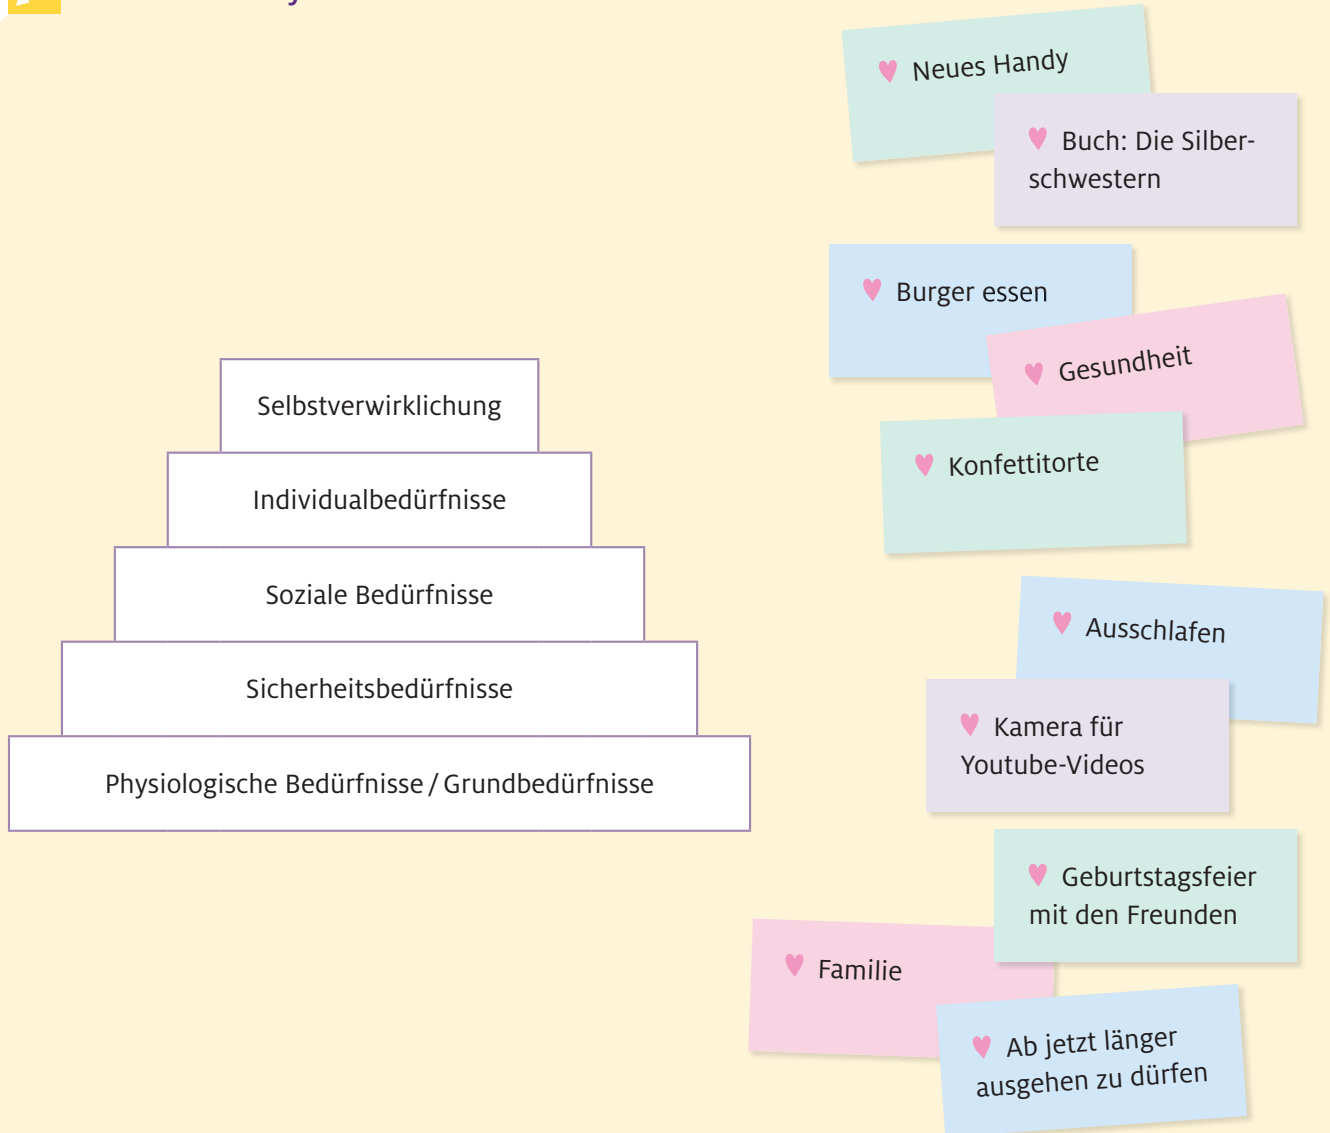 Selbstverwirklichung
Individualbedürfnisse
Soziale Bedürfnisse
Sicherheitsbedürfnisse
Physiologische Bedürfnisse / Grundbedürfnisse
Neues Handy
Buch: Die Silber-
schwestern
Burger essen
Gesundheit
Konfettitorte
Ausschlafen
Kamera für
Youtube-Videos
Geburtstagsfeier
mit den Freunden
Familie
Ab jetzt länger
ausgehen zu dürfen